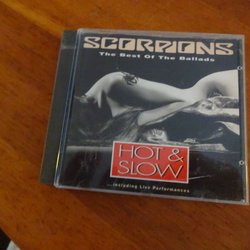 SCORPIONS
The Best Of The Ballads
HOT &
SLOW
...including Live Performances